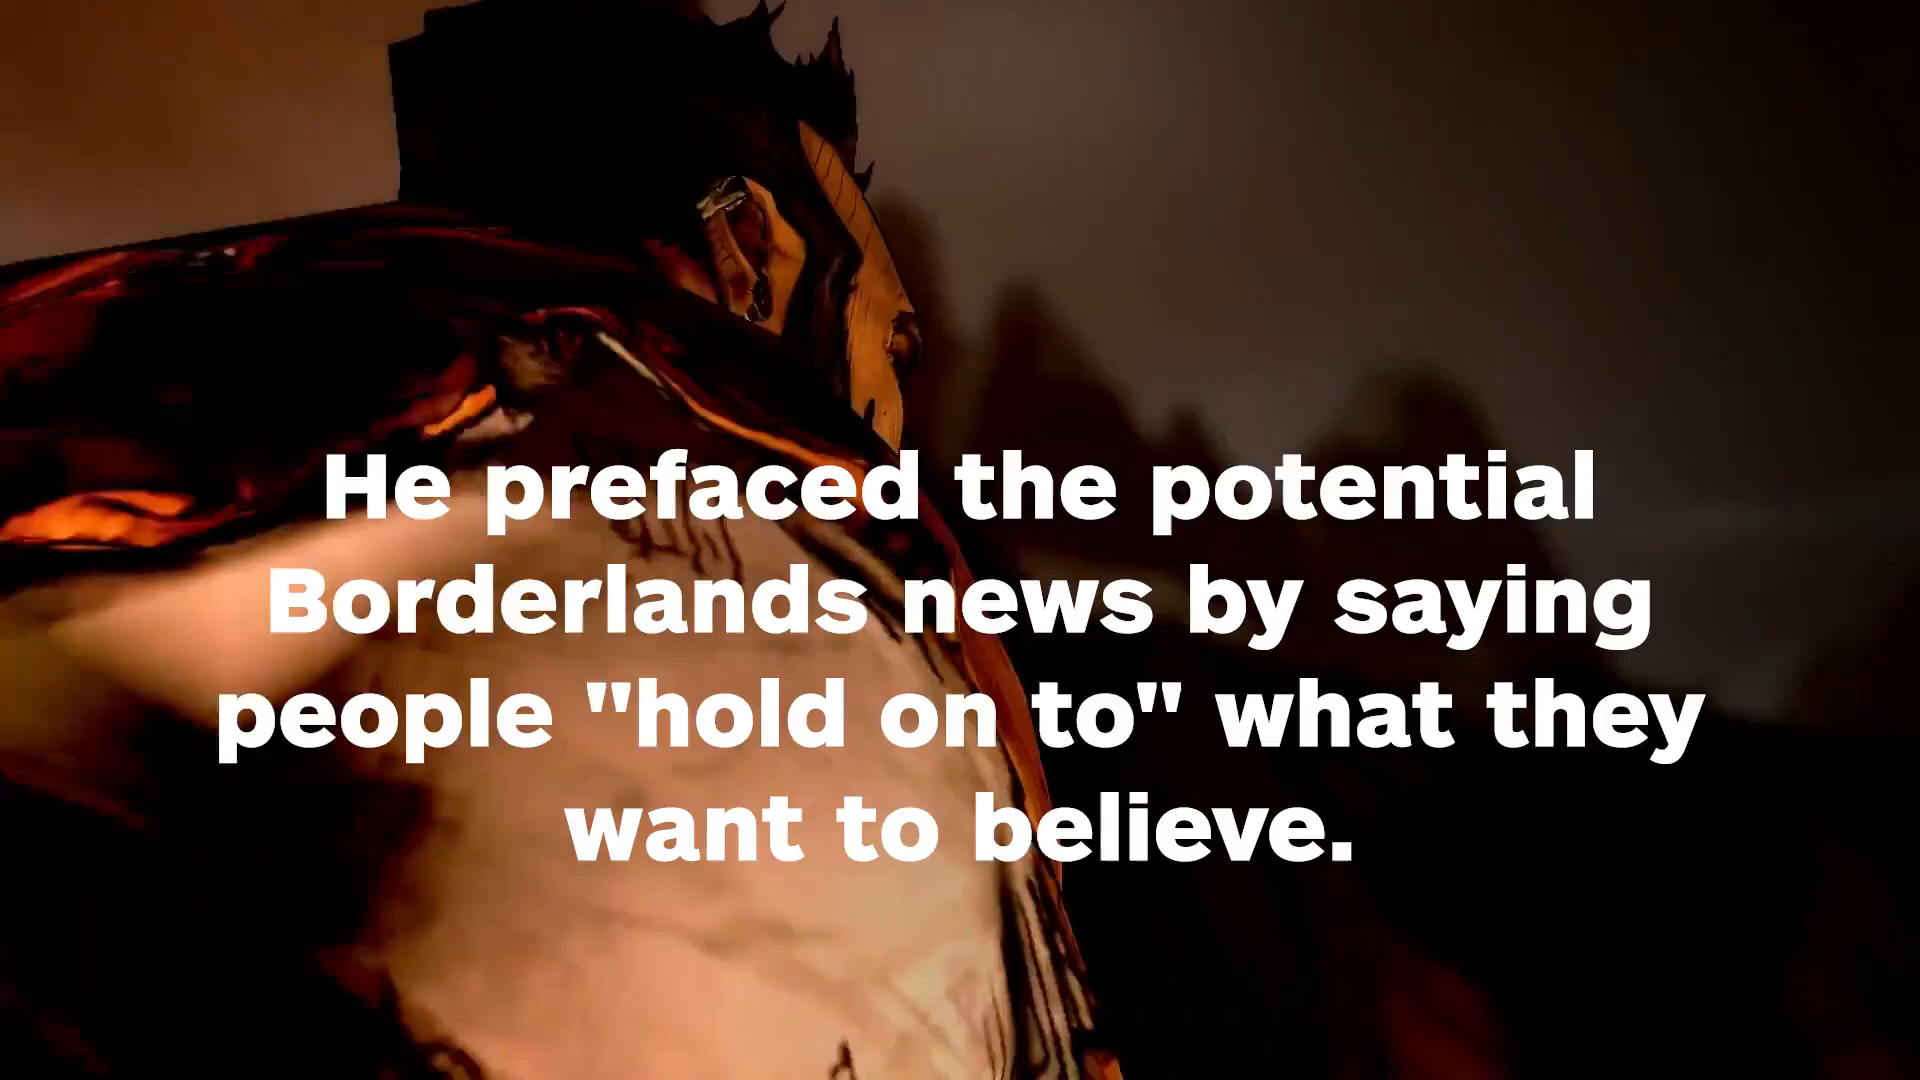 He prefaced the potential
Borderlands news by saying
people "hold on to" what they
want to believe.